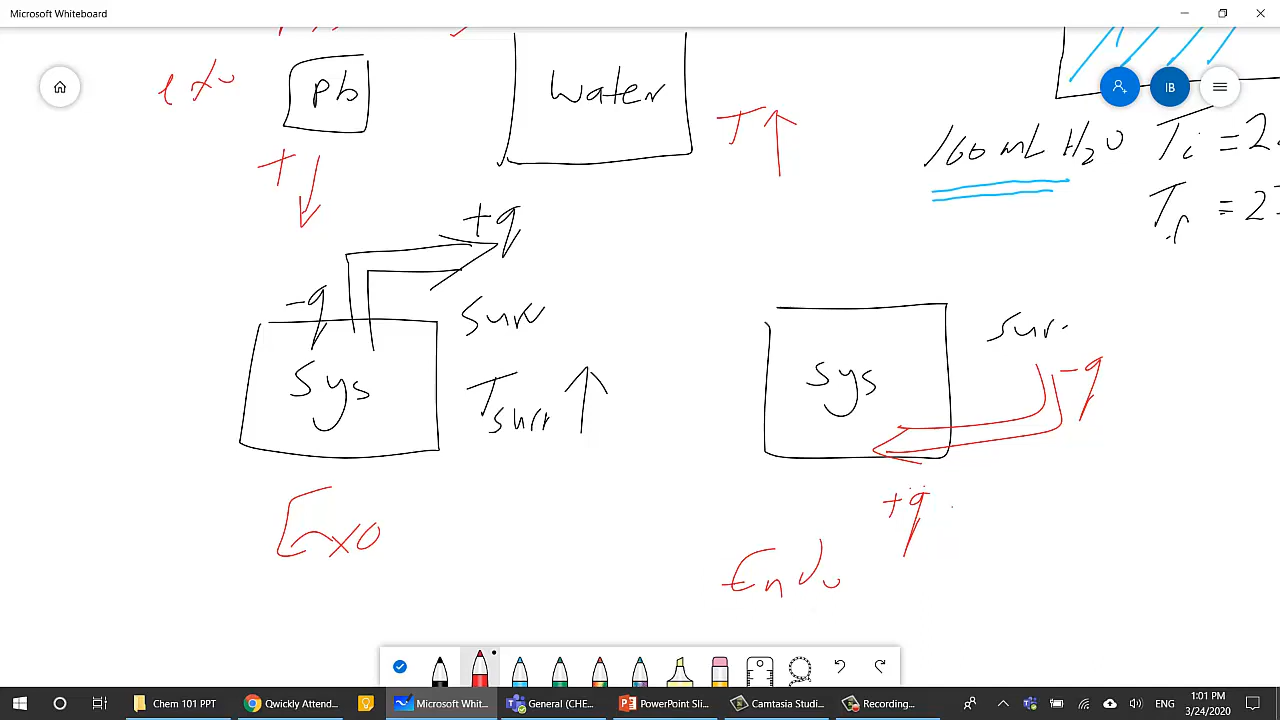 Microsoft Whiteboard
exo
Pb
Water
T
T
IB
160 mL H2O
Ti = 2
Tf = 2
+q
-q
Surr
Sys
Tsurr
Exo
Sys
Surr
-q
+q
Endo
Chem 101 PPT
Qwickly Attend...
Microsoft Whit...
General (CHE...
PowerPoint Sli...
Camtasia Studi...
Recording...
1:01 PM
3/24/2020